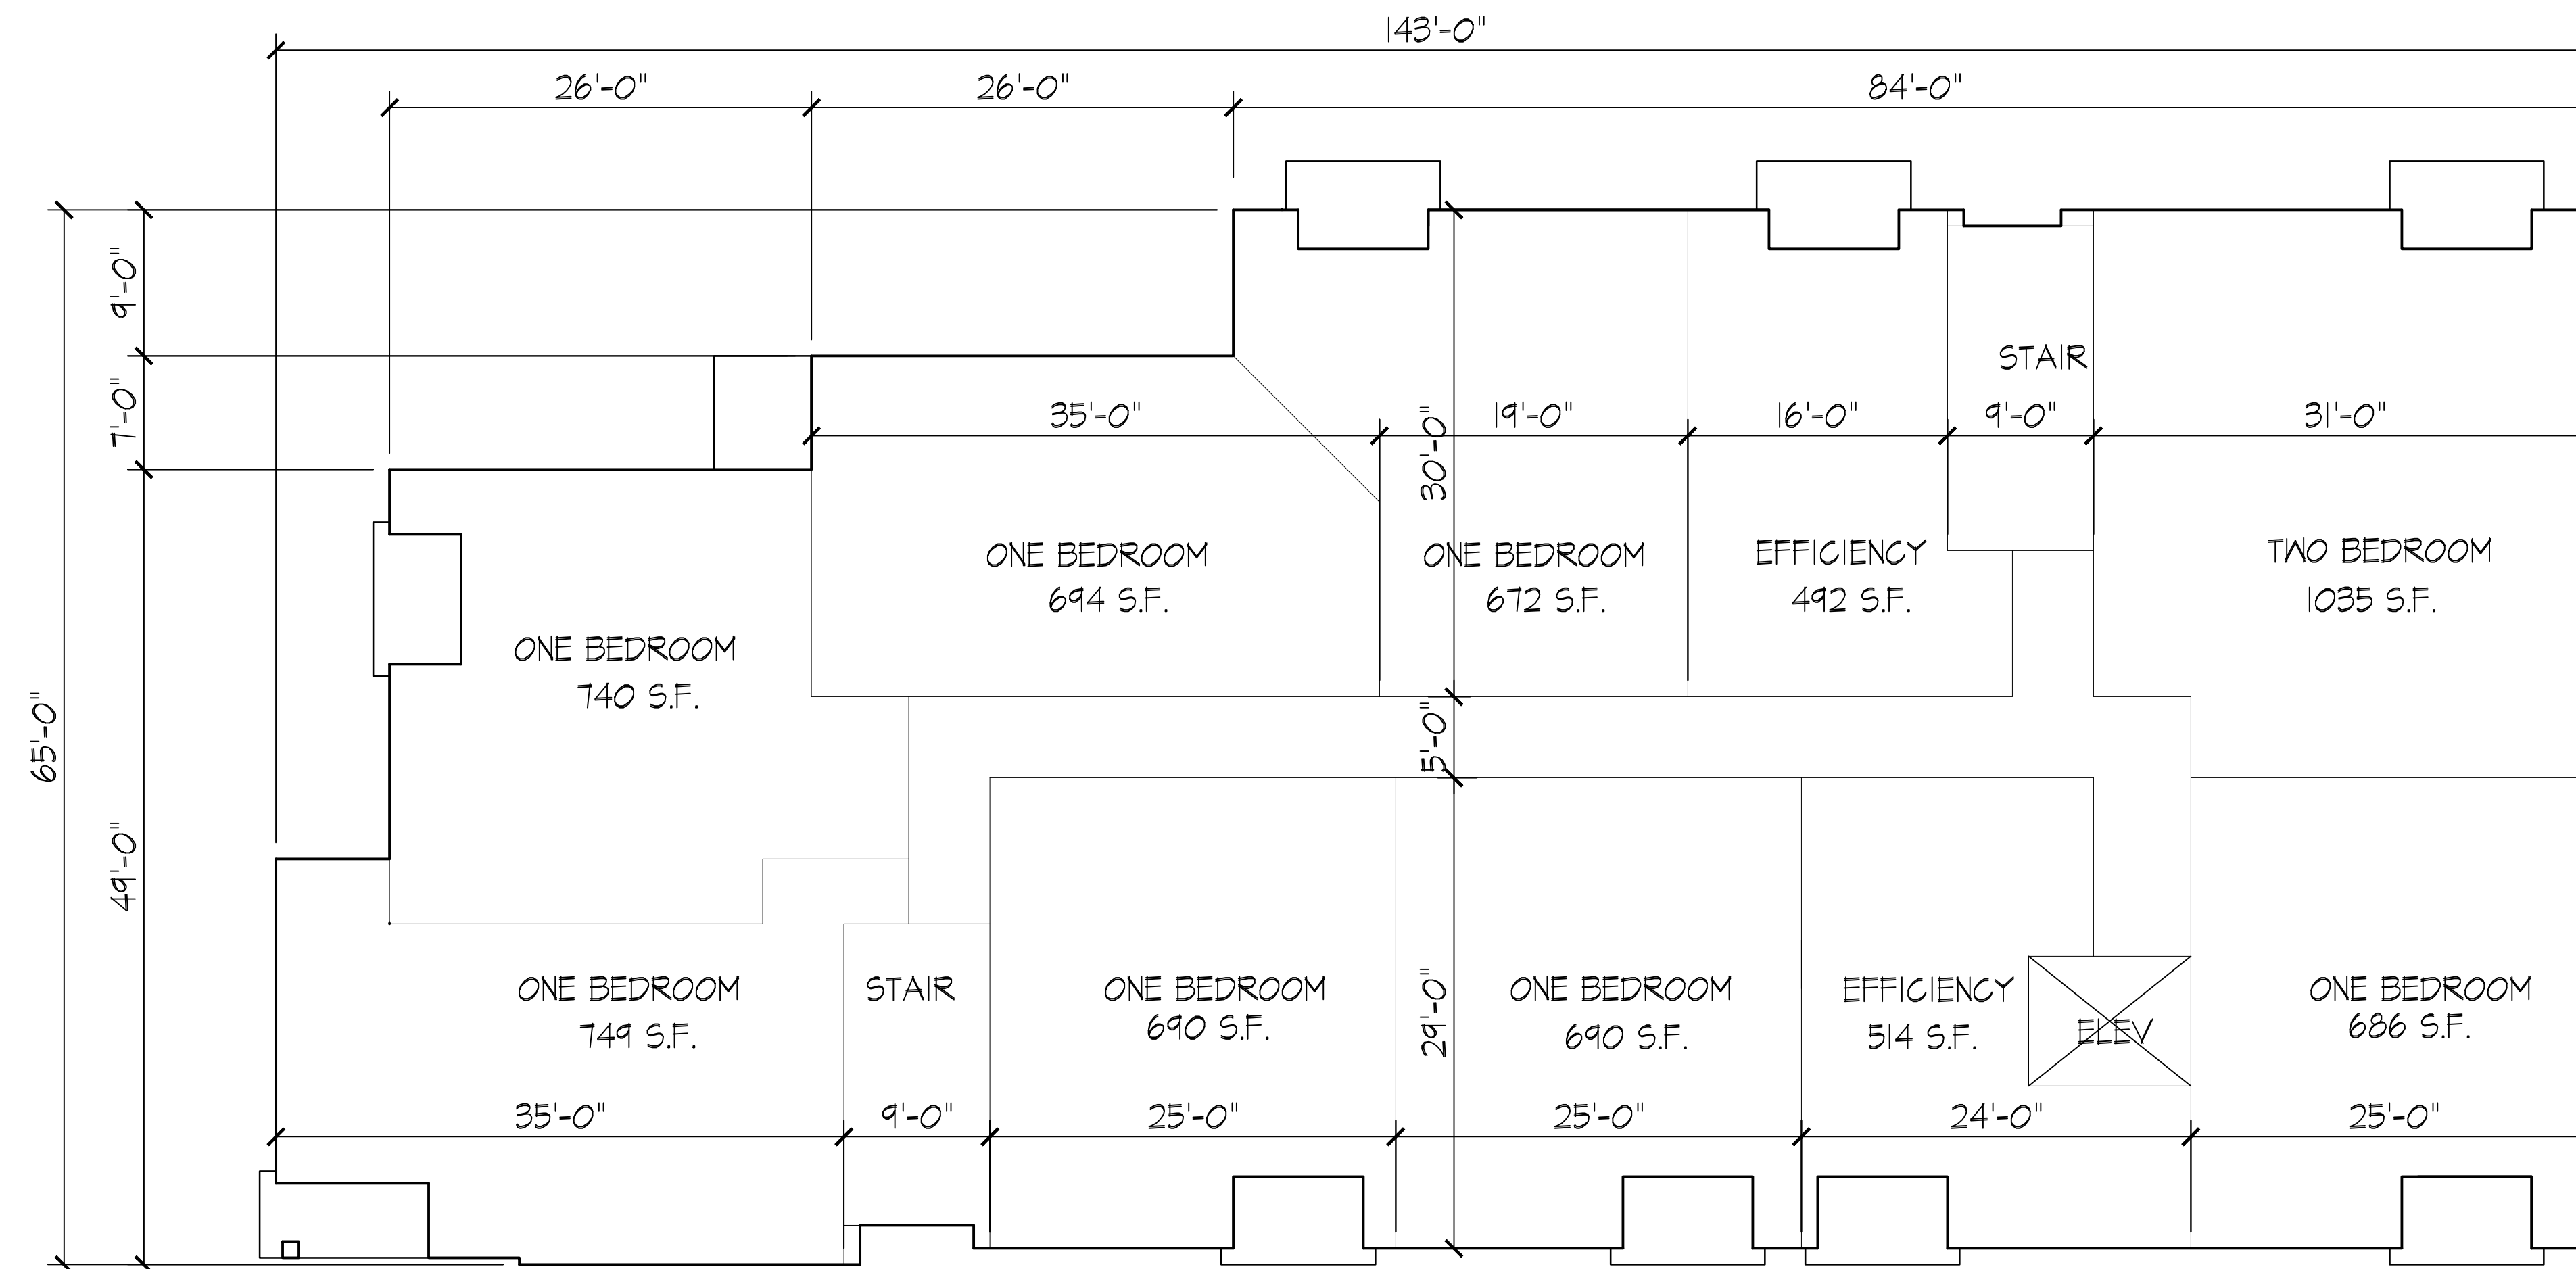 143'-0"
26'-0"
26'-0"
84'-0"
9'-0"
7'-0"
49'-0"
65'-0"
STAIR
35'-0"
30'-0"
19'-0"
16'-0"
9'-0"
31'-0"
ONE BEDROOM
694 S.F.
ONE BEDROOM
672 S.F.
EFFICIENCY
492 S.F.
TWO BEDROOM
1035 S.F.
ONE BEDROOM
740 S.F.
5'-0"
ONE BEDROOM
749 S.F.
STAIR
ONE BEDROOM
690 S.F.
29'-0"
ONE BEDROOM
690 S.F.
EFFICIENCY
514 S.F.
ELEV
ONE BEDROOM
686 S.F.
35'-0"
9'-0"
25'-0"
25'-0"
24'-0"
25'-0"